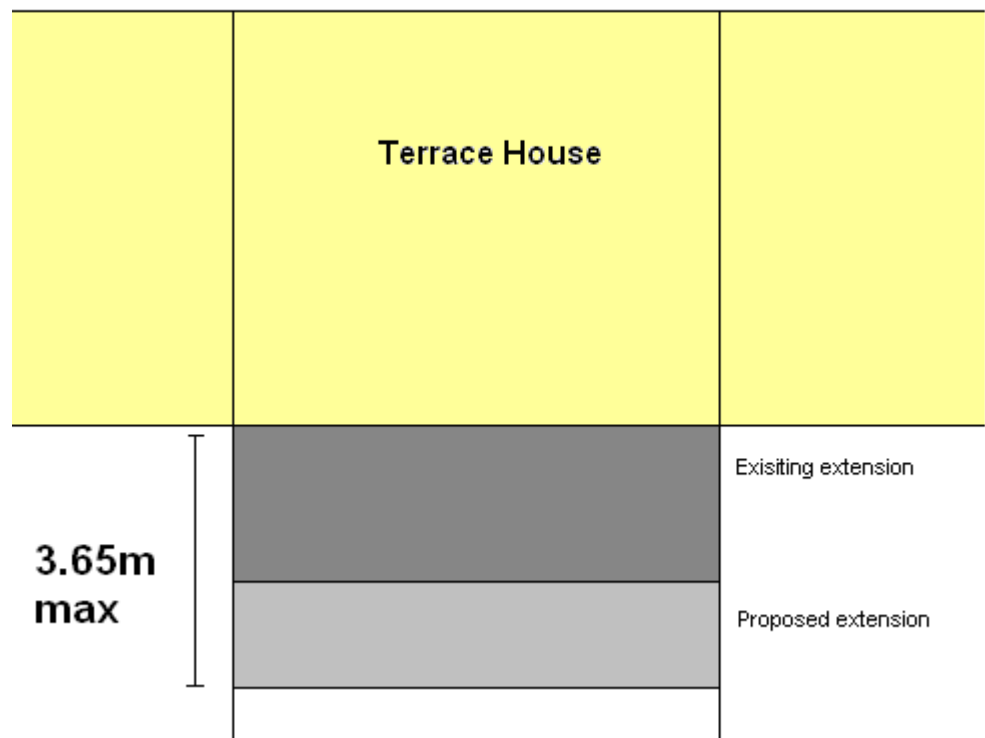 Terrace House
Exisiting extension
3.65m
max
Proposed extension